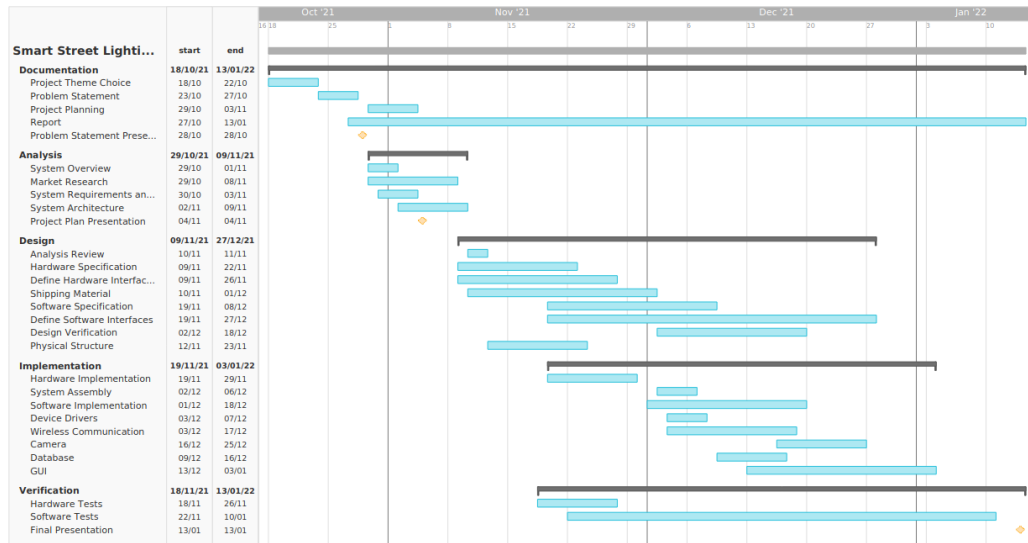 Oct '21 Nov '21 Dec '21 Jan '22
16 18 25 1 8 15 22 29 6 13 20 27 3 10
Smart Street Lighti... start end
Documentation 18/10/21 13/01/22
Project Theme Choice 18/10 22/10
Problem Statement 23/10 27/10
Project Planning 29/10 03/11
Report 27/10 13/01
Problem Statement Prese... 28/10 28/10
Analysis 29/10/21 09/11/21
System Overview 29/10 01/11
Market Research 29/10 08/11
System Requirements an... 30/10 03/11
System Architecture 02/11 09/11
Project Plan Presentation 04/11 04/11
Design 09/11/21 27/12/21
Analysis Review 10/11 11/11
Hardware Specification 09/11 22/11
Define Hardware Interfac... 09/11 26/11
Shipping Material 10/11 01/12
Software Specification 19/11 08/12
Define Software Interfaces 19/11 27/12
Design Verification 02/12 18/12
Physical Structure 12/11 23/11
Implementation 19/11/21 03/01/22
Hardware Implementation 19/11 29/11
System Assembly 02/12 06/12
Software Implementation 01/12 18/12
Device Drivers 03/12 07/12
Wireless Communication 03/12 17/12
Camera 16/12 25/12
Database 09/12 16/12
GUI 13/12 03/01
Verification 18/11/21 13/01/22
Hardware Tests 18/11 26/11
Software Tests 22/11 10/01
Final Presentation 13/01 13/01